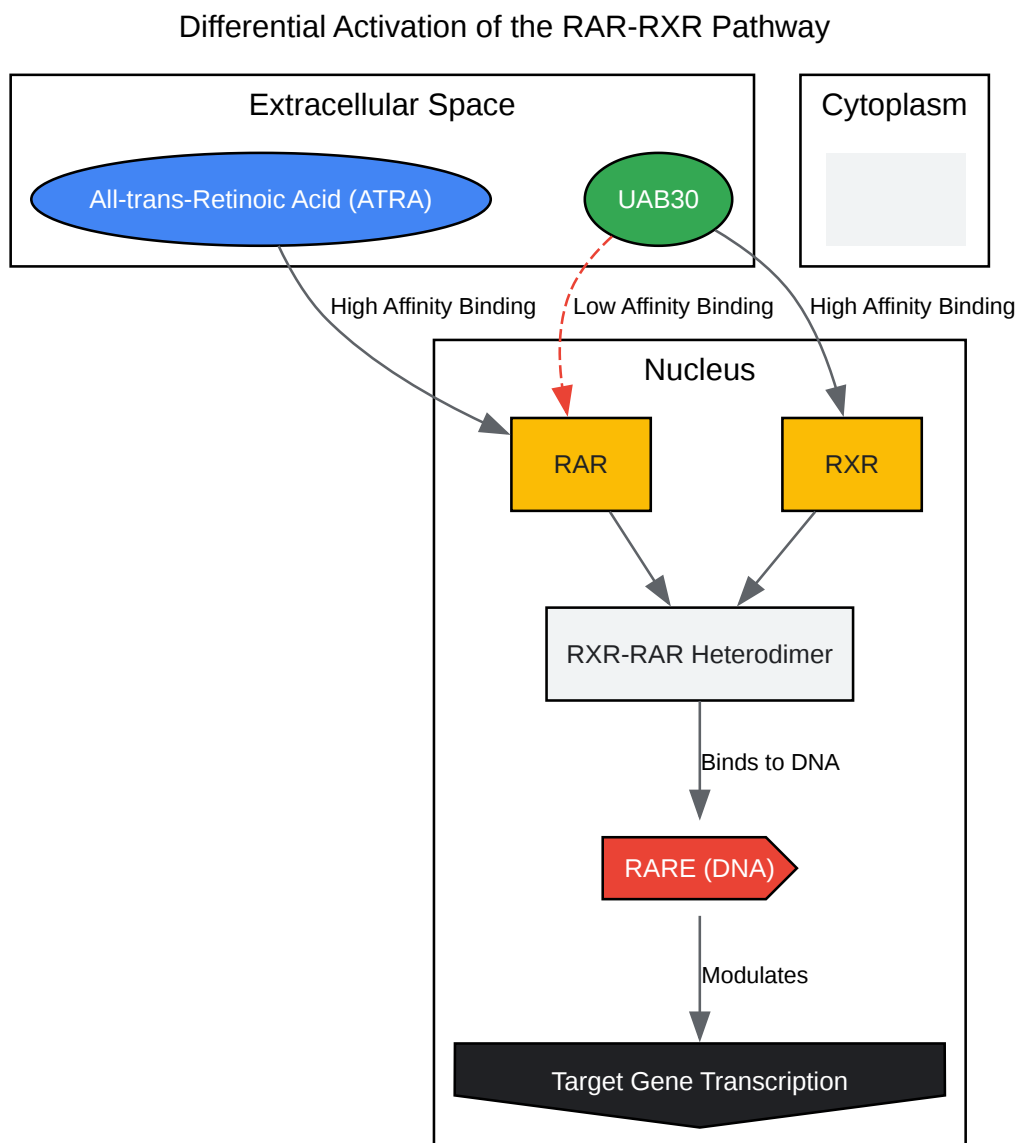 Differential Activation of the RAR-RXR Pathway
Extracellular Space
Cytoplasm
All-trans-Retinoic Acid (ATRA)
UAB30
High Affinity Binding
Low Affinity Binding
High Affinity Binding
Nucleus
RAR
RXR
RXR-RAR Heterodimer
Binds to DNA
RARE (DNA)
Modulates
Target Gene Transcription